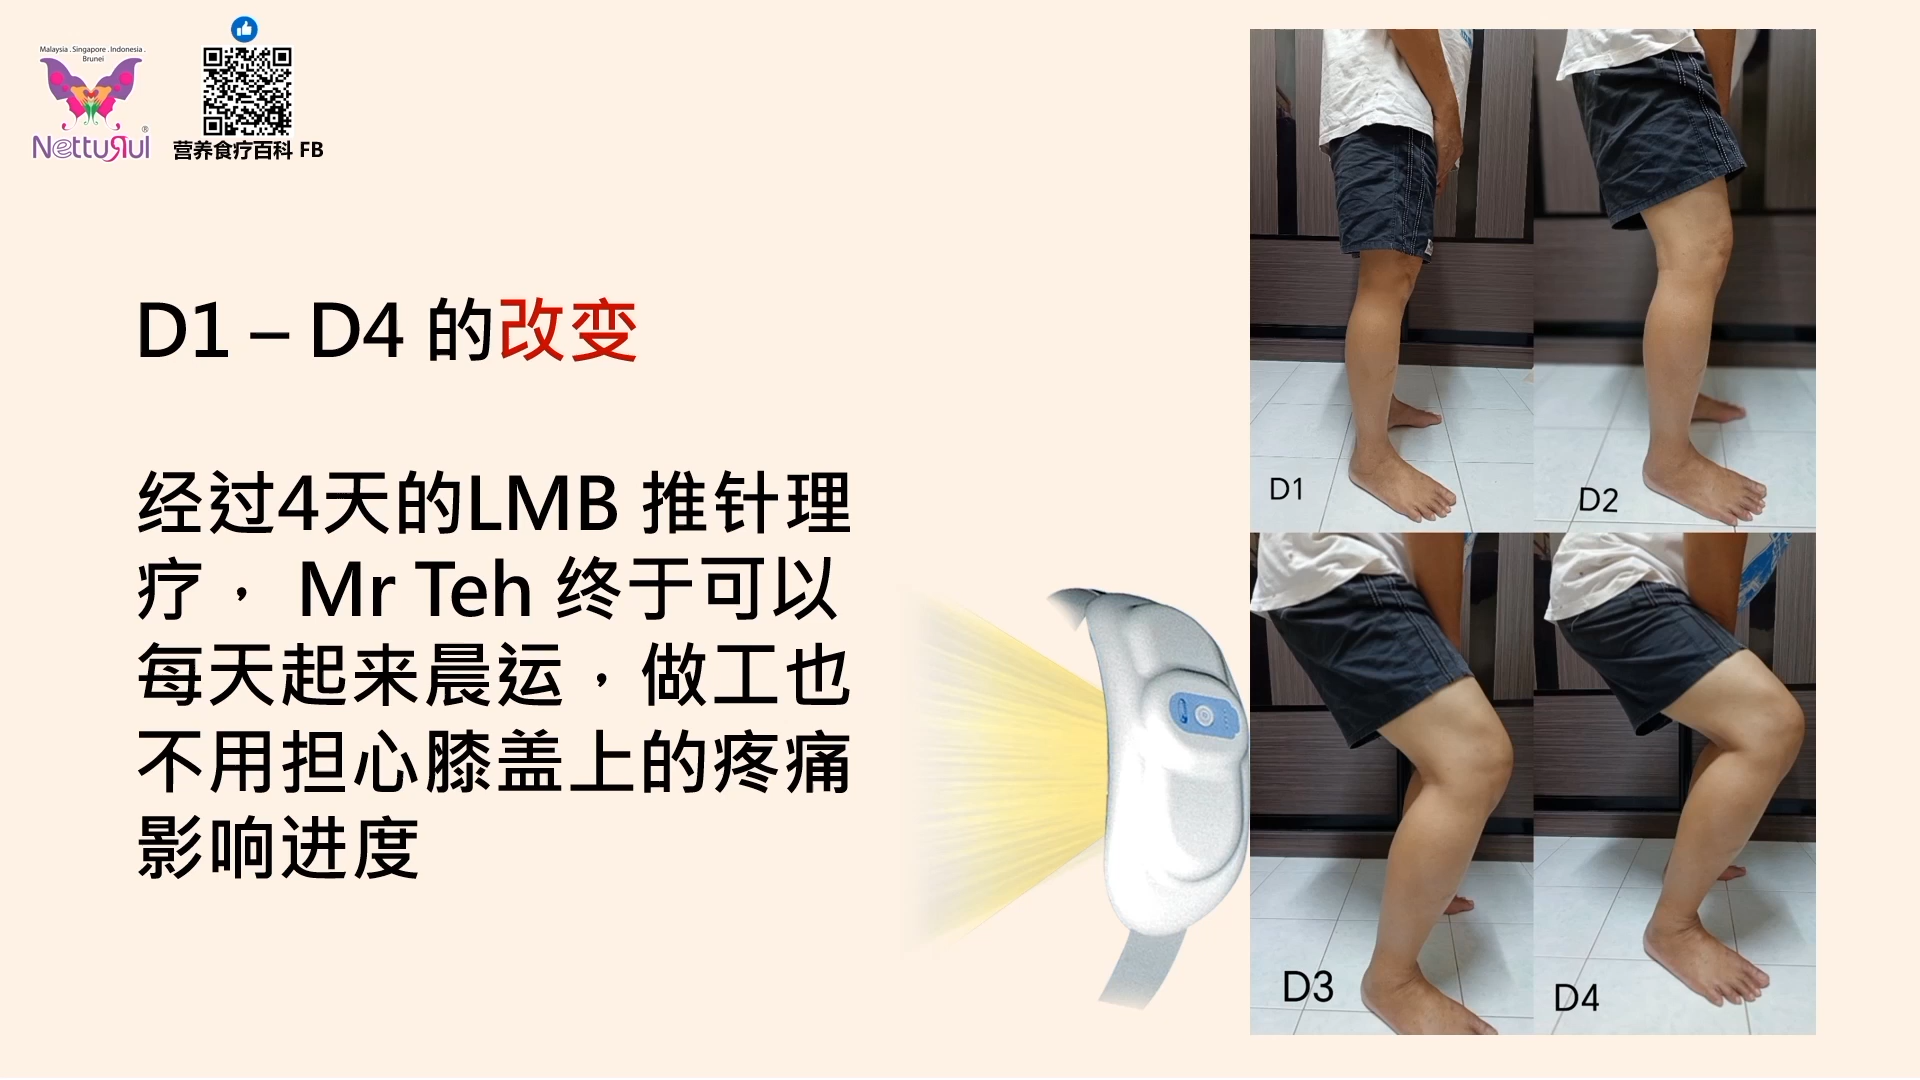 Malaysia . Singapore . Indonesia .
Brunei
NettuЯul®
营养食疗百科 FB
D1 – D4 的改变
经过4天的LMB 推针理
疗， Mr Teh 终于可以
每天起来晨运，做工也
不用担心膝盖上的疼痛
影响进度
D1
D2
D3
D4